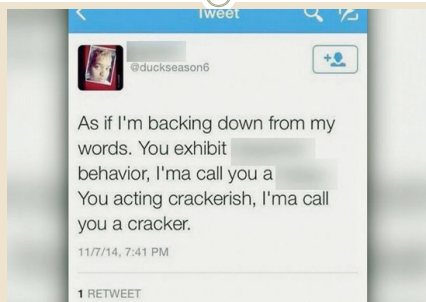 Tweet
@duckseason6
As if I'm backing down from my
words. You exhibit
behavior, I'ma call you a
You acting crackerish, I'ma call
you a cracker.
11/7/14, 7:41 PM
1 RETWEET